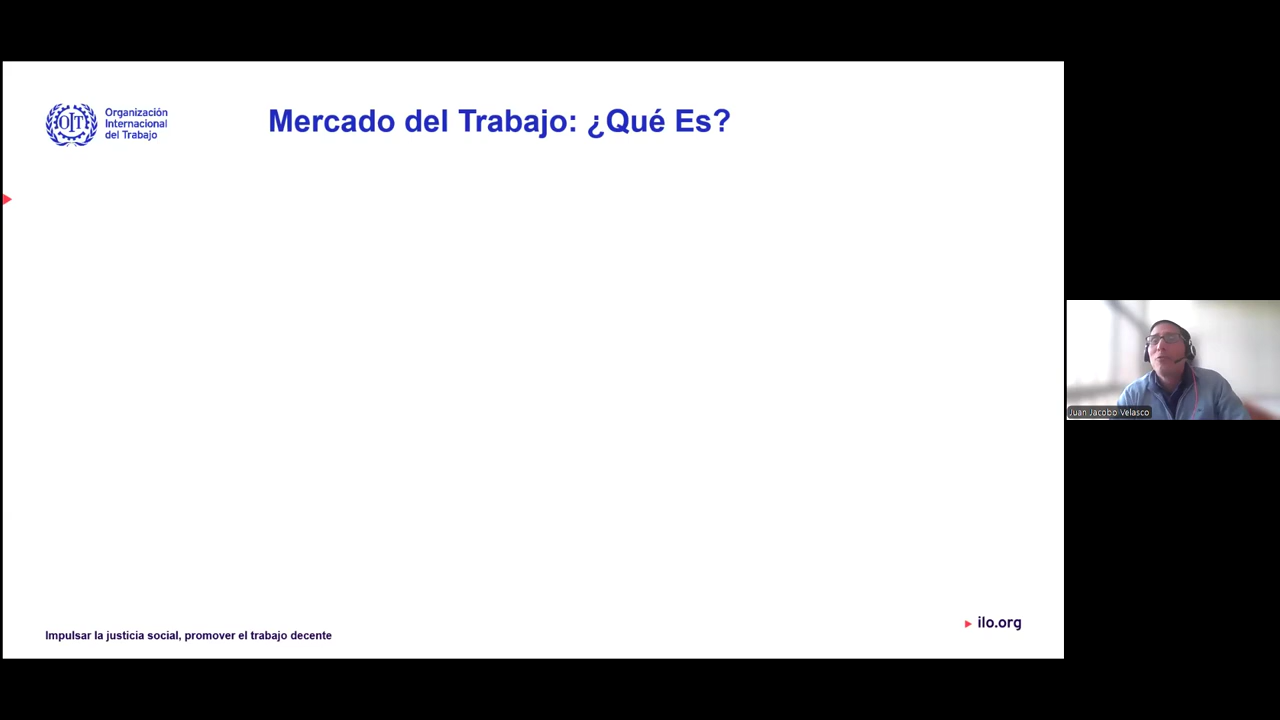 OIT
Organización
Internacional
del Trabajo
Mercado del Trabajo: ¿Qué Es?
Juan Jacobo Velasco
ilo.org
Impulsar la justicia social, promover el trabajo decente